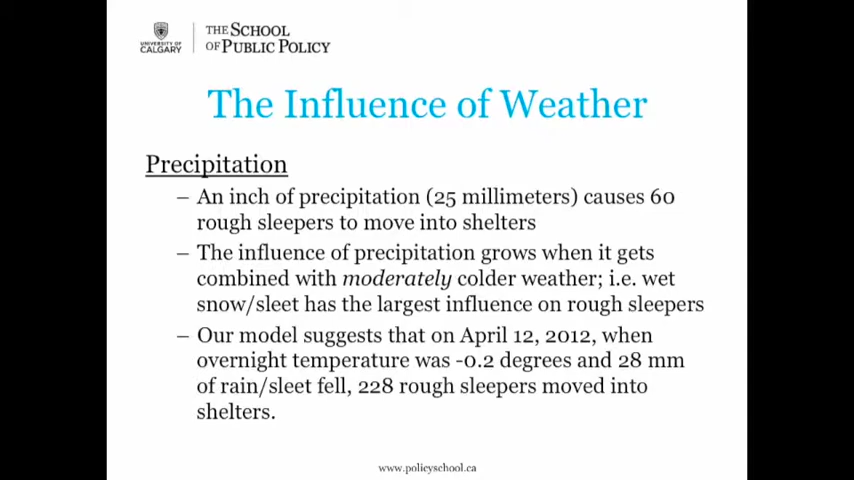 UNIVERSITY OF
CALGARY
THE SCHOOL
OF PUBLIC POLICY
The Influence of Weather
Precipitation
– An inch of precipitation (25 millimeters) causes 60
rough sleepers to move into shelters
– The influence of precipitation grows when it gets
combined with moderately colder weather; i.e. wet
snow/sleet has the largest influence on rough sleepers
– Our model suggests that on April 12, 2012, when
overnight temperature was -0.2 degrees and 28 mm
of rain/sleet fell, 228 rough sleepers moved into
shelters.
www.policyschool.ca